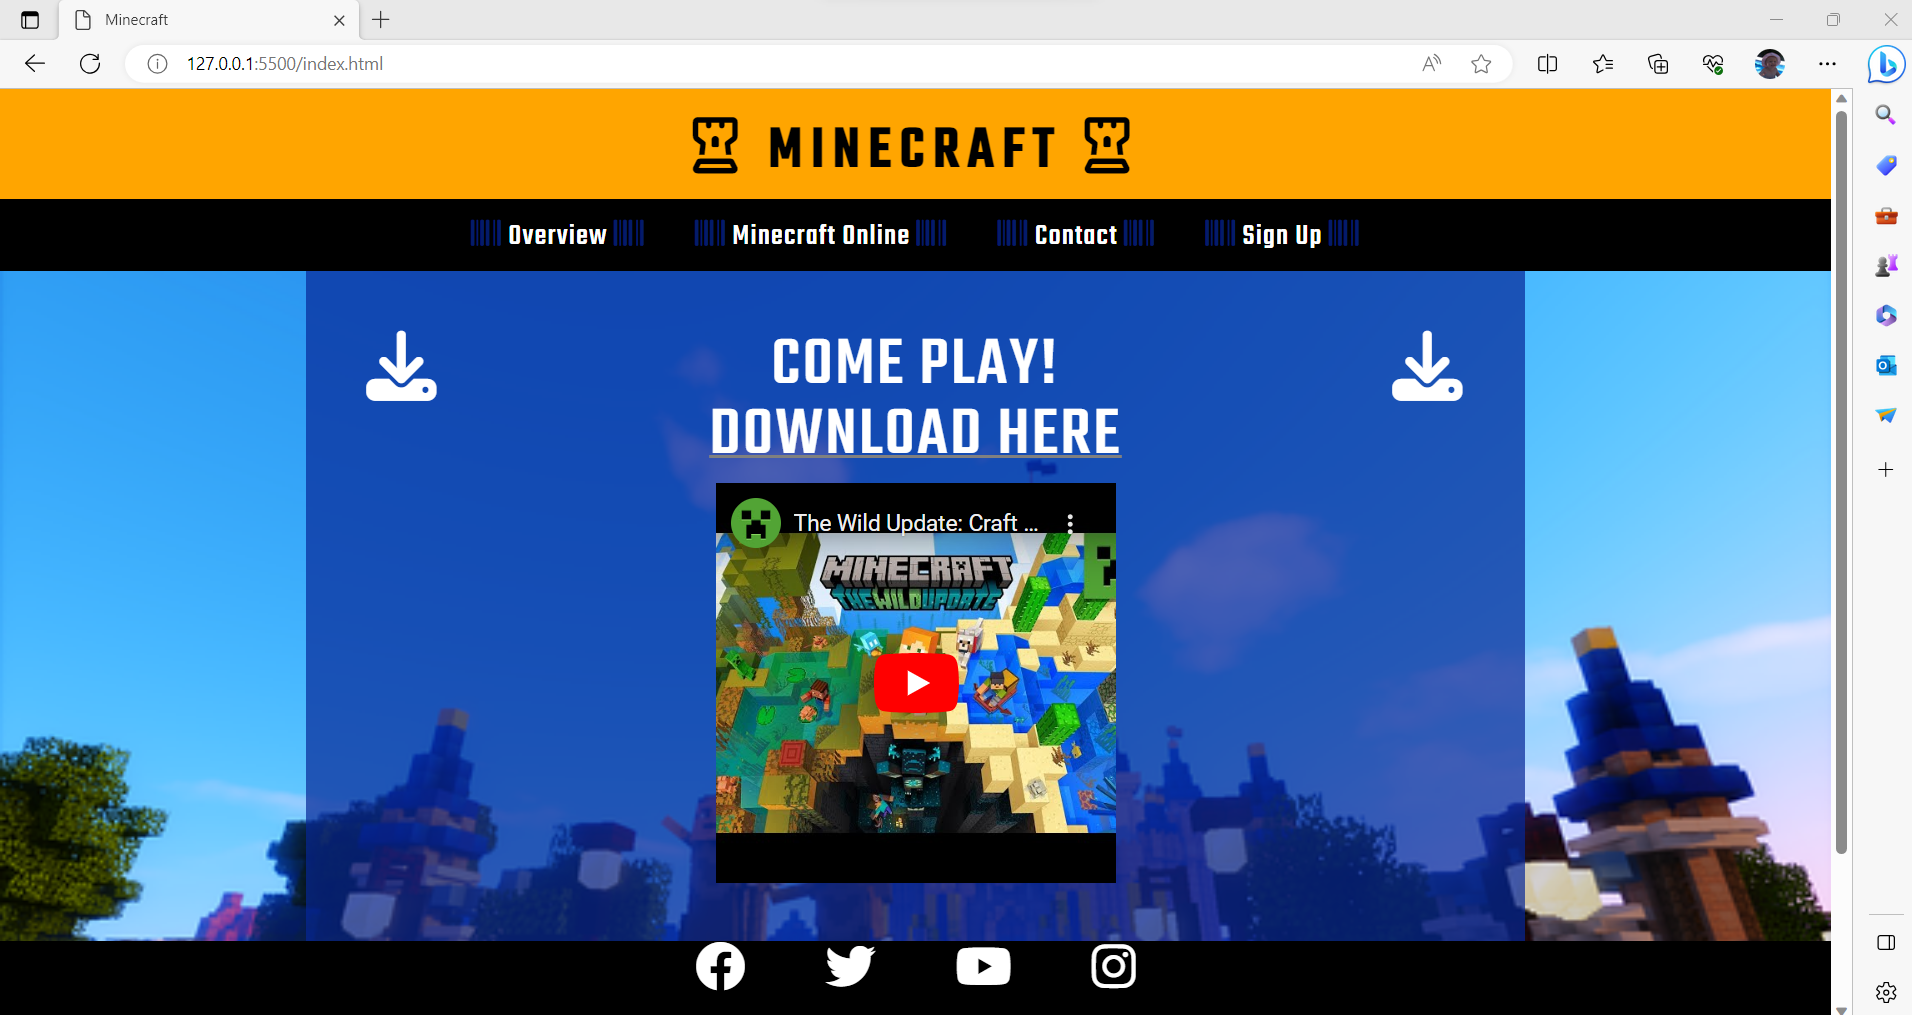 Minecraft
127.0.0.1:5500/index.html
MINECRAFT
Overview
Minecraft Online
Contact
Sign Up
COME PLAY!
DOWNLOAD HERE
The Wild Update: Craft ...
MINECRAFT
THE WILD UPDATE